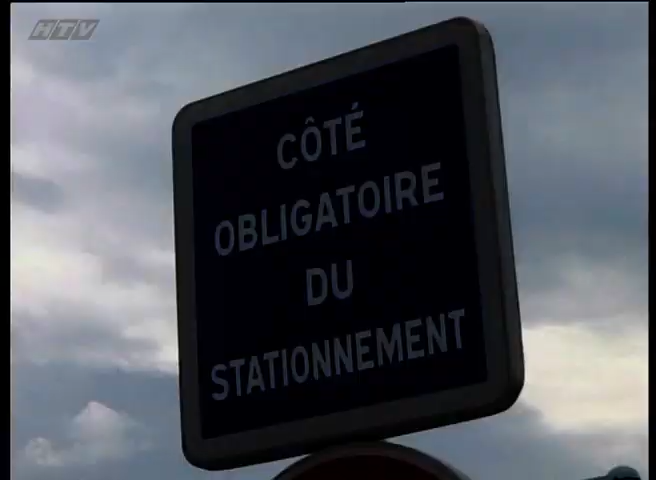 HTV
CÔTÉ
OBLIGATOIRE
DU
STATIONNEMENT